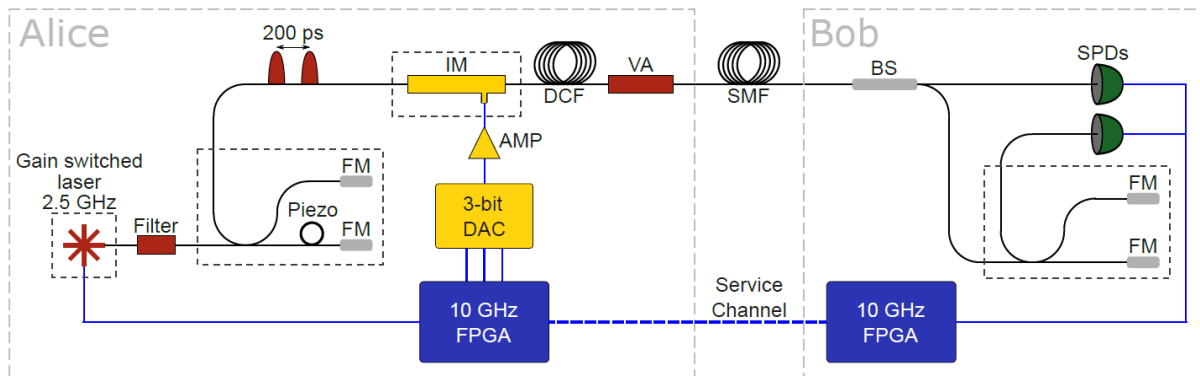 Alice
200 ps
IM
DCF
VA
SMF
AMP
Gain switched
laser
2.5 GHz
Filter
FM
Piezo
FM
3-bit
DAC
10 GHz
FPGA
Service
Channel
Bob
BS
SPDs
FM
FM
10 GHz
FPGA